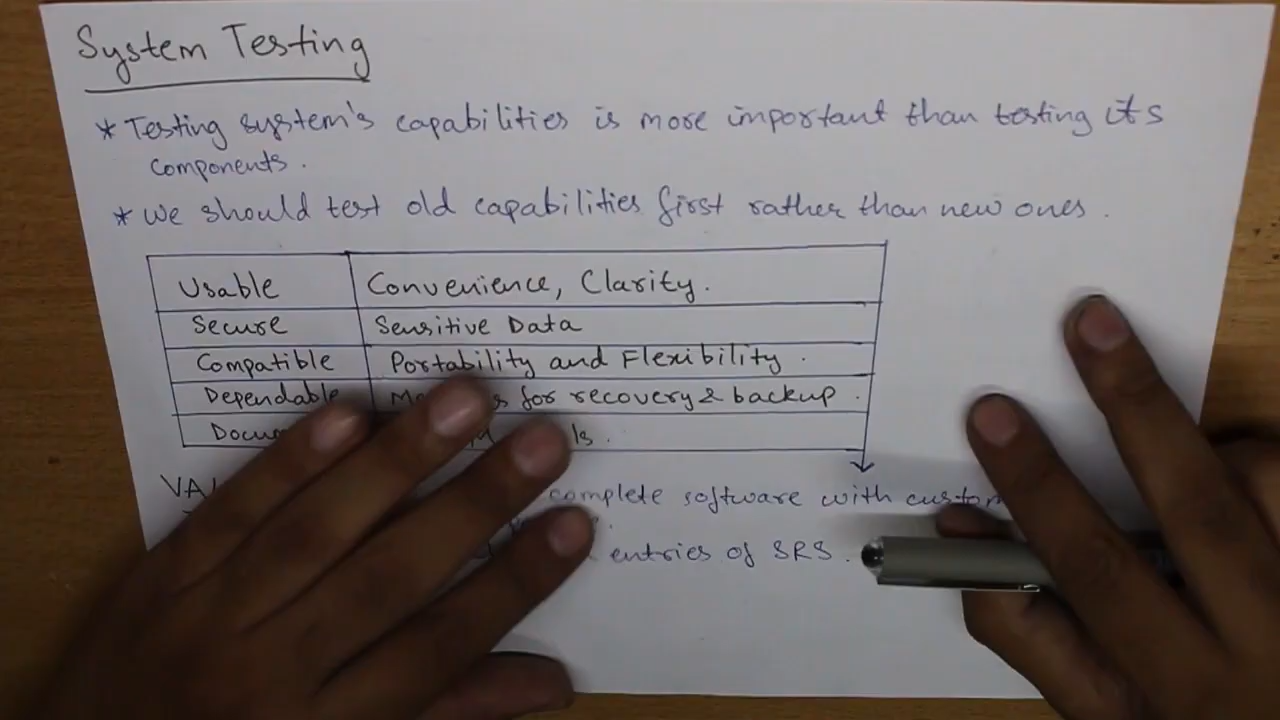 System Testing
* Testing system's capabilities is more important than testing its
components.
* We should test old capabilities first rather than new ones.
Usable Convenience, Clarity.
Secure Sensitive Data
Compatible Portability and Flexibility.
Dependable for recovery & backup.
complete software with
entries of SRS.